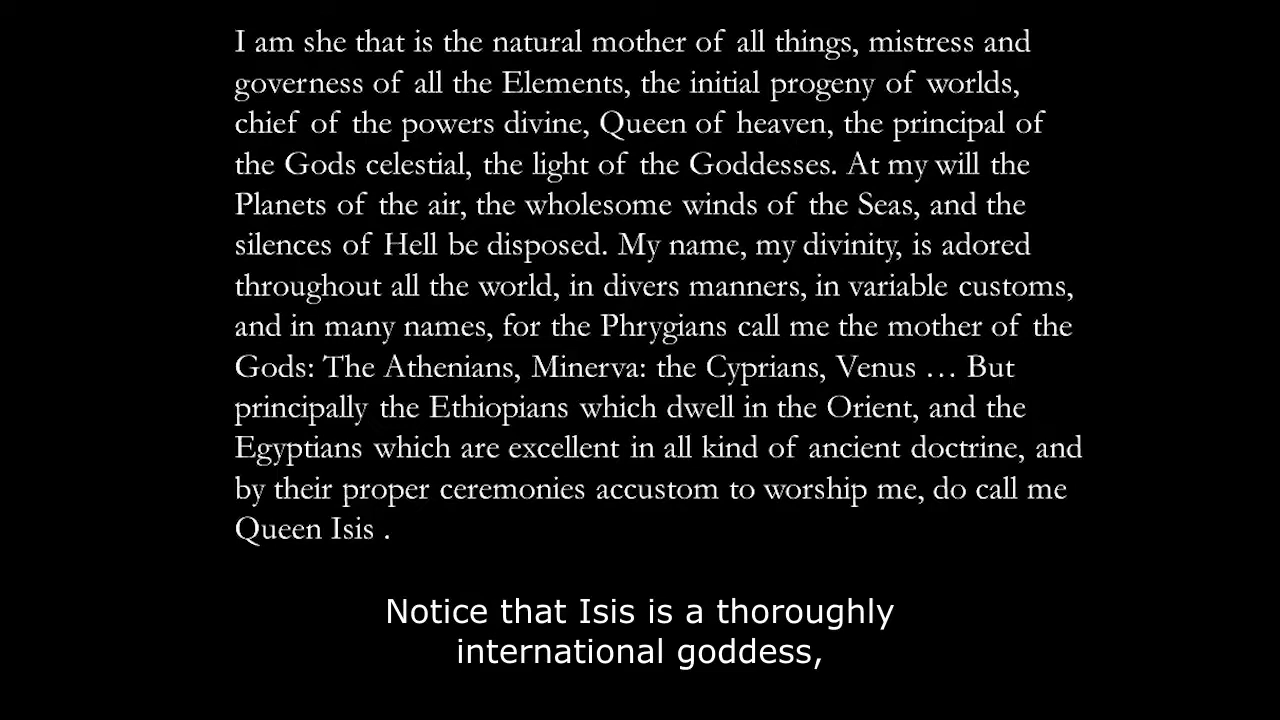 I am she that is the natural mother of all things, mistress and
governess of all the Elements, the initial progeny of worlds,
chief of the powers divine, Queen of heaven, the principal of
the Gods celestial, the light of the Goddesses. At my will the
Planets of the air, the wholesome winds of the Seas, and the
silences of Hell be disposed. My name, my divinity, is adored
throughout all the world, in divers manners, in variable customs,
and in many names, for the Phrygians call me the mother of the
Gods: The Athenians, Minerva: the Cyprians, Venus … But
principally the Ethiopians which dwell in the Orient, and the
Egyptians which are excellent in all kind of ancient doctrine, and
by their proper ceremonies accustom to worship me, do call me
Queen Isis .
Notice that Isis is a thoroughly
international goddess,